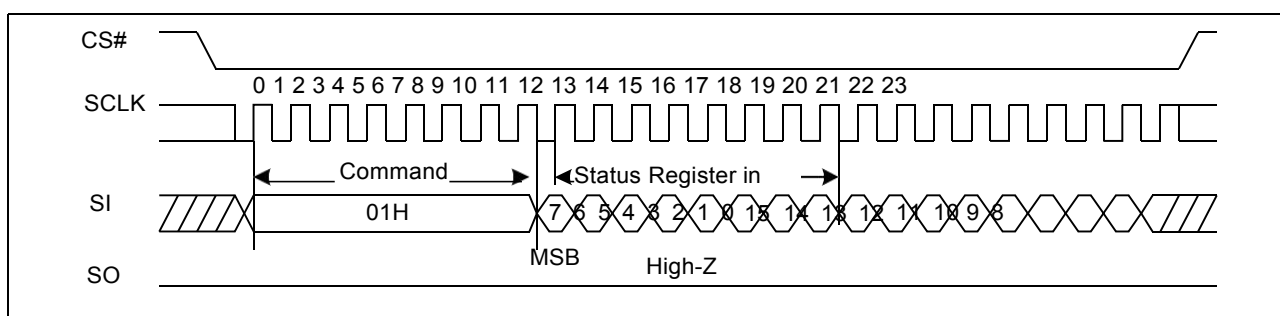 CS#
0 1 2 3 4 5 6 7 8 9 10 11 12 13 14 15 16 17 18 19 20 21 22 23
SCLK
Command
Status Register in
SI
01H
7 6 5 4 3 2 1 0 15 14 13 12 11 10 9 8
MSB
High-Z
SO